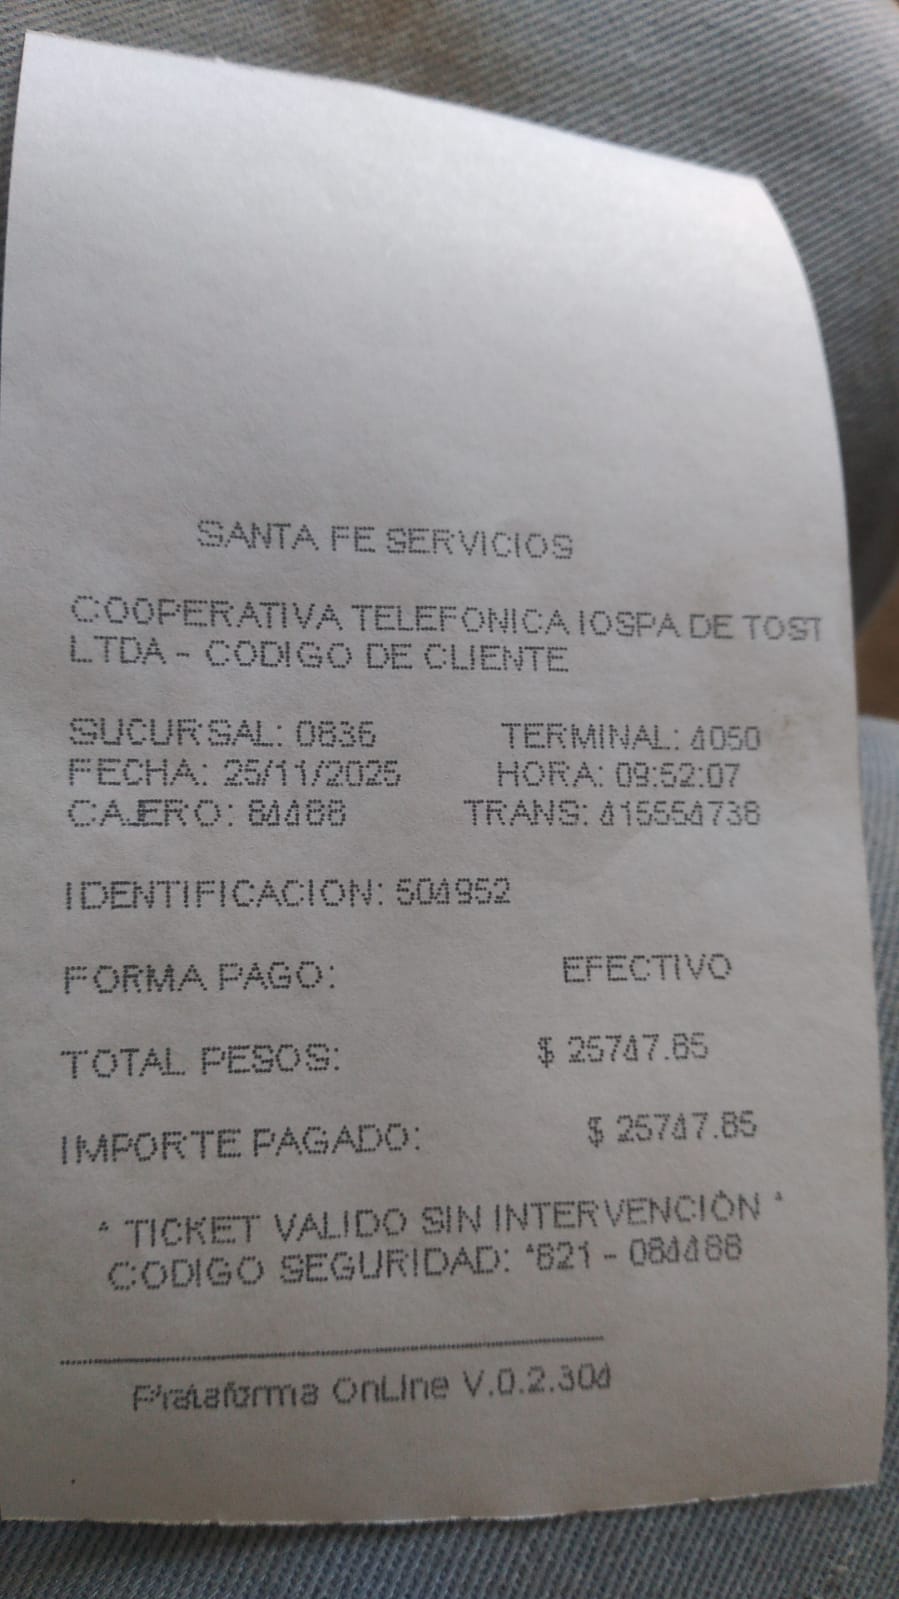 SANTA FE SERVICIOS
COOPERATIVA TELEFONICA IOSPA DE TOST
LTDA - CODIGO DE CLIENTE
SUCURSAL: 0836 TERMINAL: 4050
FECHA: 25/11/2025 HORA: 09:52:07
CAJERO: 84488 TRANS: 415554738
IDENTIFICACION: 504952
FORMA PAGO: EFECTIVO
TOTAL PESOS: $ 25747.85
IMPORTE PAGADO: $ 25747.85
* TICKET VALIDO SIN INTERVENCIÓN *
CODIGO SEGURIDAD: *821 - 084488
Plataforma OnLine V.0.2.304